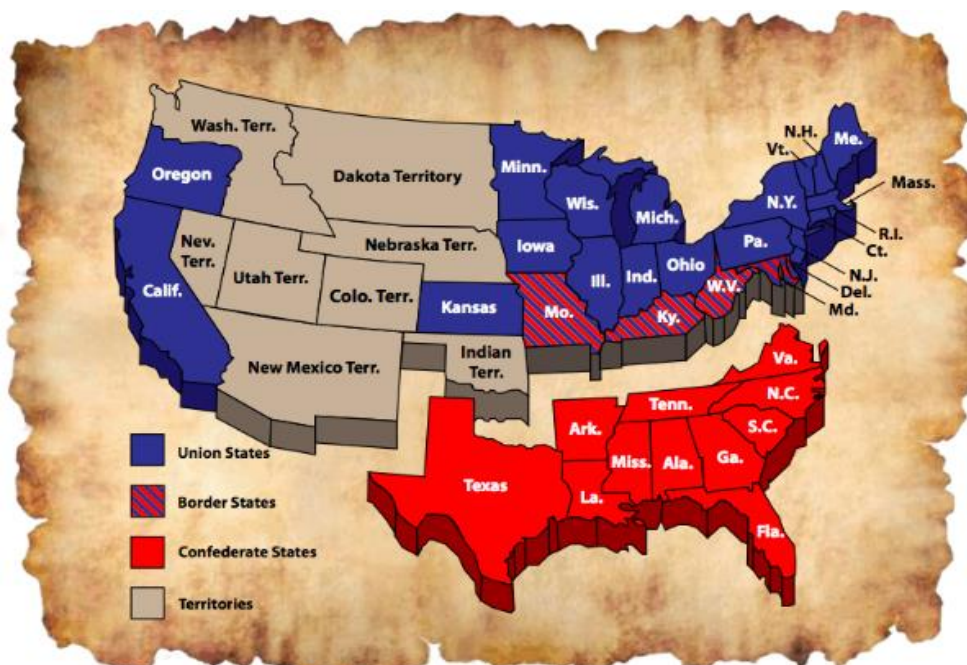 Wash. Terr.
Oregon
Dakota Territory
Minn.
Wis.
Mich.
N.H.
Vt.
Me.
Mass.
N.Y.
R.I.
Ct.
Pa.
N.J.
Del.
Md.
Nev.
Terr.
Nebraska Terr.
Iowa
Utah Terr.
Colo. Terr.
Calif.
Kansas
Ill.
Ind.
Ohio
W.V.
Mo.
Ky.
New Mexico Terr.
Indian
Terr.
Va.
N.C.
Tenn.
S.C.
Ark.
Miss.
Ala.
Ga.
Texas
La.
Fla.
Union States
Border States
Confederate States
Territories